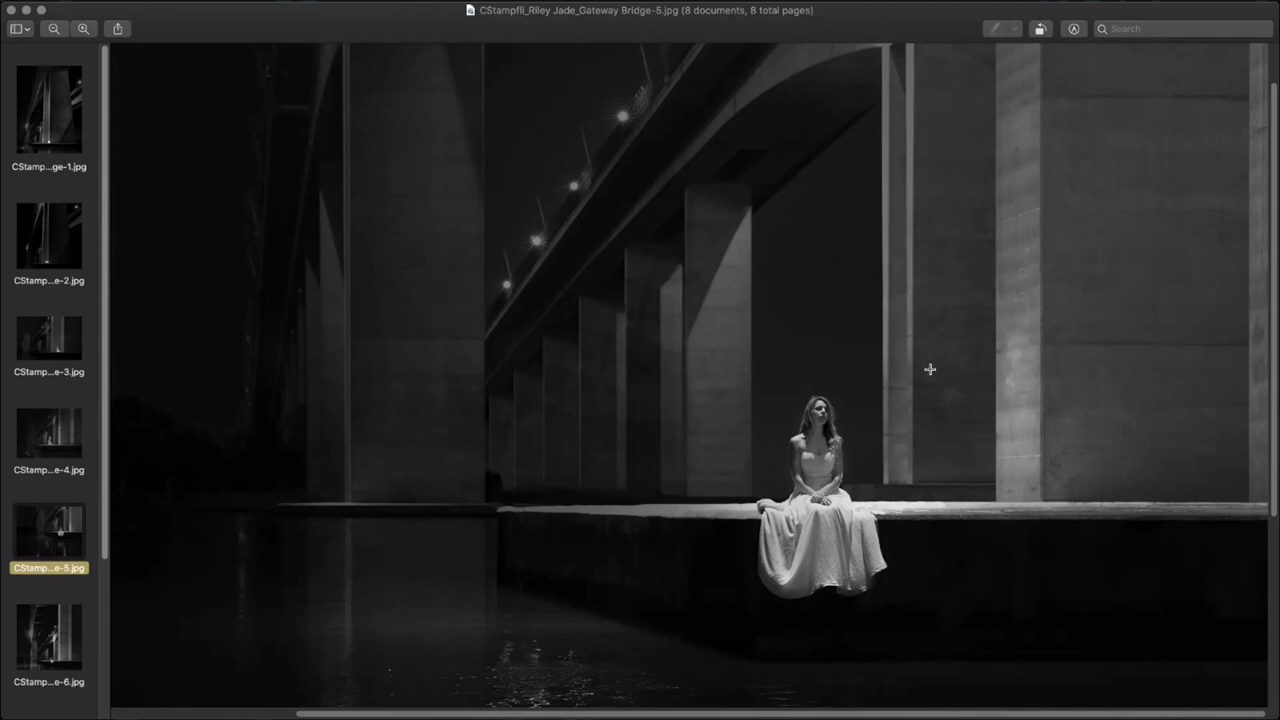 CStampfli_Riley Jade_Gateway Bridge-5.jpg (8 documents, 8 total pages)
Search
CStamp...ge-1.jpg
CStamp...e-2.jpg
CStamp...e-3.jpg
CStamp...e-4.jpg
CStamp...e-5.jpg
CStamp...e-6.jpg